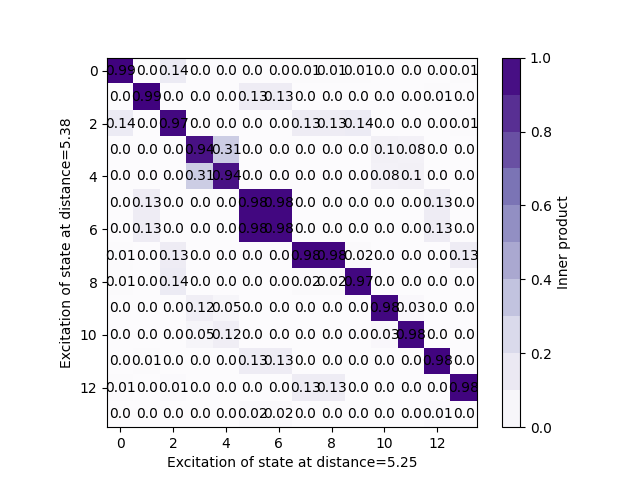 Excitation of state at distance=5.38
0 0.99 0.0 0.14 0.0 0.0 0.0 0.0 0.01 0.01 0.01 0.0 0.0 0.0 0.01
0.0 0.99 0.0 0.0 0.0 0.13 0.13 0.0 0.0 0.0 0.0 0.0 0.01 0.0
2 0.14 0.0 0.97 0.0 0.0 0.0 0.0 0.13 0.13 0.14 0.0 0.0 0.0 0.01
0.0 0.0 0.0 0.94 0.31 0.0 0.0 0.0 0.0 0.0 0.1 0.08 0.0 0.0
4 0.0 0.0 0.0 0.31 0.94 0.0 0.0 0.0 0.0 0.0 0.08 0.1 0.0 0.0
0.0 0.13 0.0 0.0 0.0 0.98 0.98 0.0 0.0 0.0 0.0 0.0 0.13 0.0
6 0.0 0.13 0.0 0.0 0.0 0.98 0.98 0.0 0.0 0.0 0.0 0.0 0.13 0.0
0.01 0.0 0.13 0.0 0.0 0.0 0.0 0.98 0.98 0.02 0.0 0.0 0.0 0.13
8 0.01 0.0 0.14 0.0 0.0 0.0 0.0 0.02 0.02 0.97 0.0 0.0 0.0 0.0
0.0 0.0 0.0 0.12 0.05 0.0 0.0 0.0 0.0 0.0 0.98 0.03 0.0 0.0
10 0.0 0.0 0.0 0.05 0.12 0.0 0.0 0.0 0.0 0.0 0.03 0.98 0.0 0.0
0.0 0.01 0.0 0.0 0.0 0.13 0.13 0.0 0.0 0.0 0.0 0.0 0.98 0.0
12 0.01 0.0 0.01 0.0 0.0 0.0 0.0 0.13 0.13 0.0 0.0 0.0 0.0 0.98
0.0 0.0 0.0 0.0 0.0 0.02 0.02 0.0 0.0 0.0 0.0 0.0 0.01 0.0
0 2 4 6 8 10 12
Excitation of state at distance=5.25
1.0
0.8
0.6
0.4
0.2
0.0
Inner product